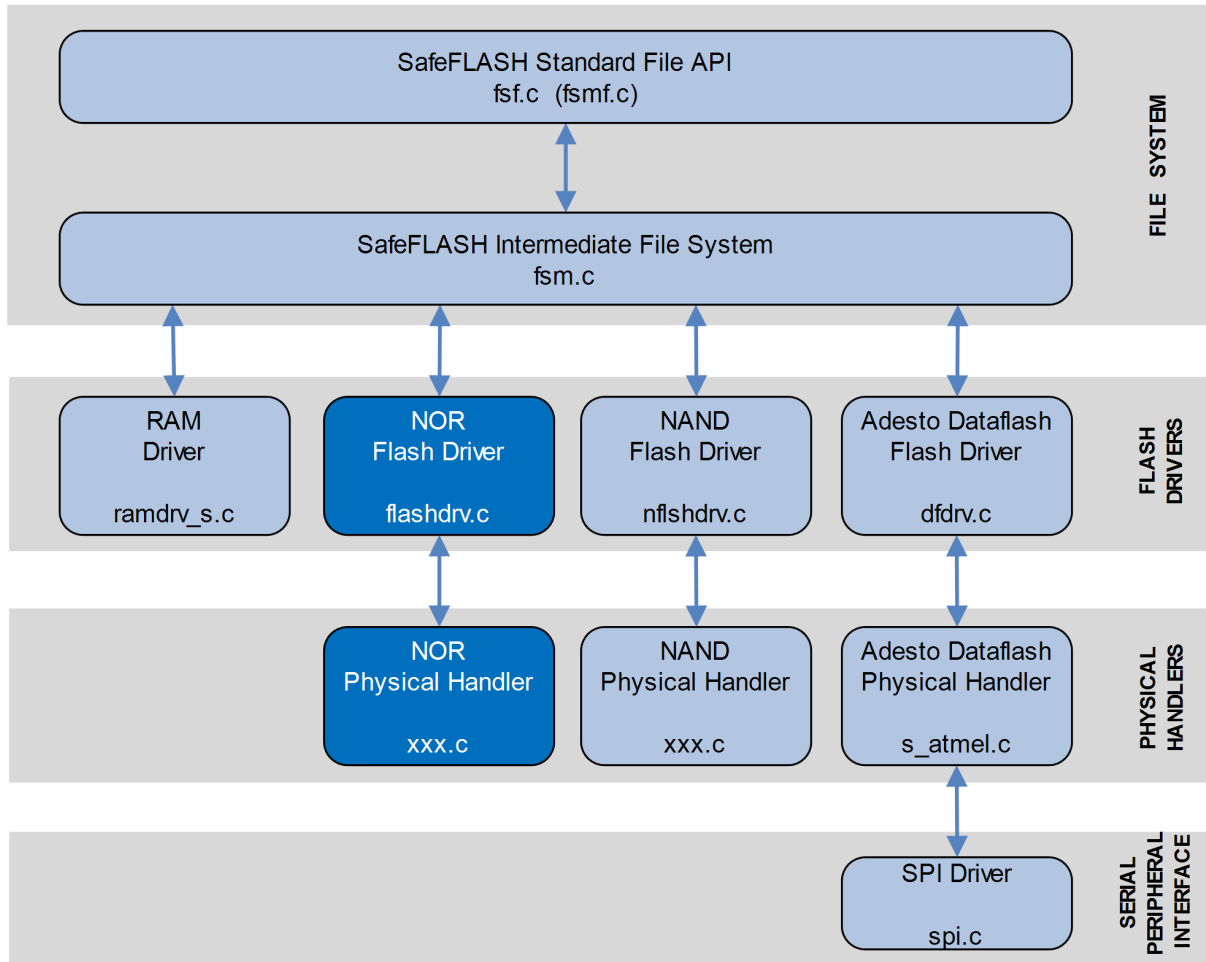 SafeFLASH Standard File API
fsf.c  (fsmf.c)
SafeFLASH Intermediate File System
fsm.c
FILE SYSTEM
RAM
Driver
ramdrv_s.c
NOR
Flash Driver
flashdrv.c
NAND
Flash Driver
nflshdrv.c
Adesto Dataflash
Flash Driver
dfdrv.c
FLASH
DRIVERS
NOR
Physical Handler
xxx.c
NAND
Physical Handler
xxx.c
Adesto Dataflash
Physical Handler
s_atmel.c
PHYSICAL
HANDLERS
SPI Driver
spi.c
SERIAL
PERIPHERAL
INTERFACE